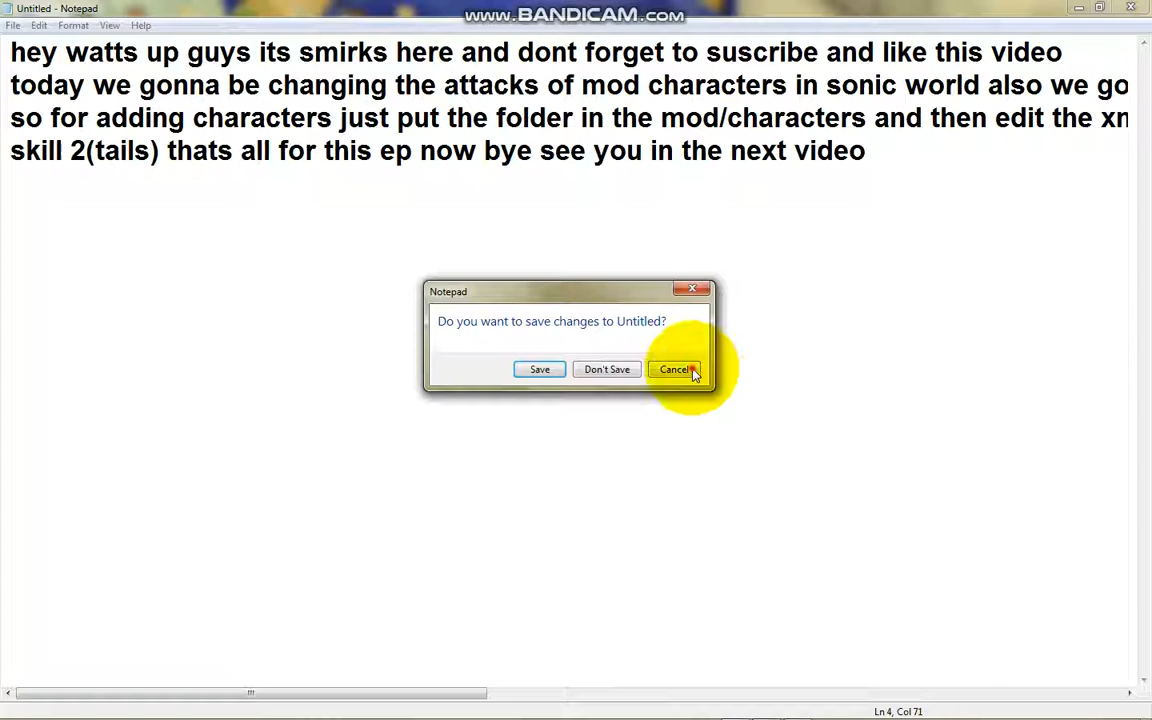 Untitled - Notepad
www.BANDICAM.com
File Edit Format View Help
hey watts up guys its smirks here and dont forget to suscribe and like this video
today we gonna be changing the attacks of mod characters in sonic world also we go
so for adding characters just put the folder in the mod/characters and then edit the xn
skill 2(tails) thats all for this ep now bye see you in the next video
Notepad
Do you want to save changes to Untitled?
Save Don't Save Cancel
Ln 4, Col 71